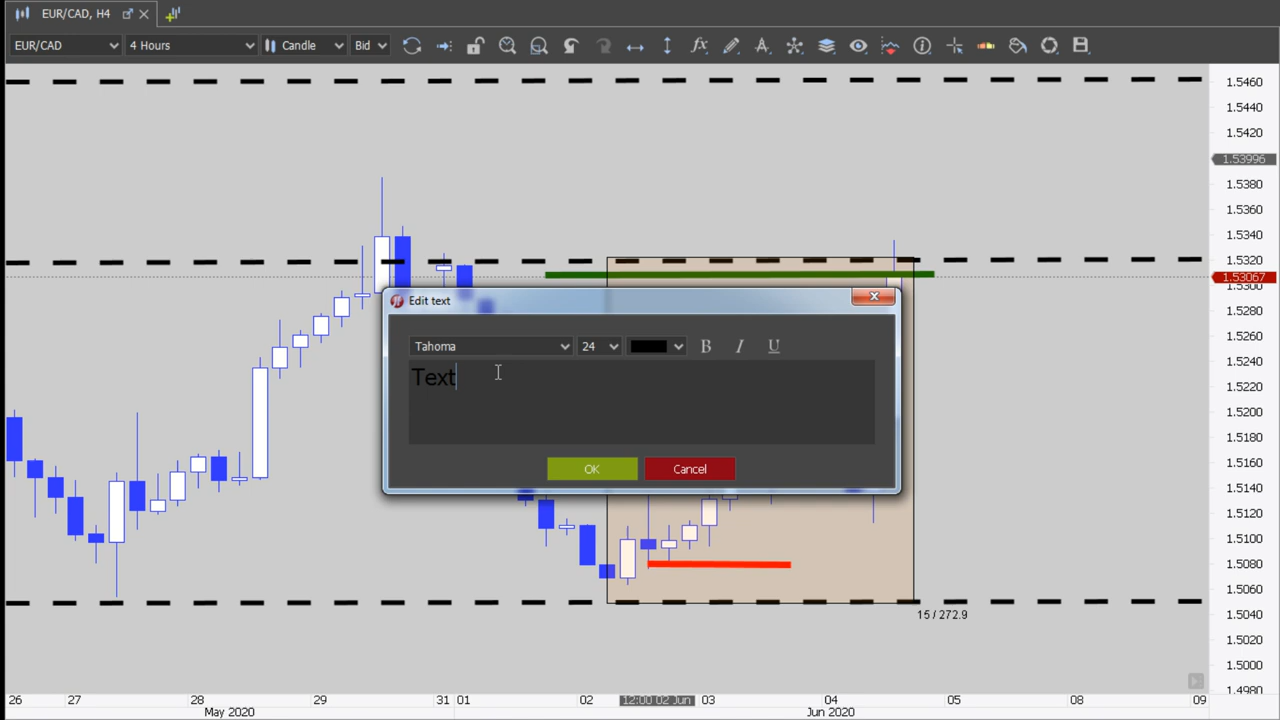 EUR/CAD, H4
EUR/CAD
4 Hours
Candle
Bid
1.5460
1.5440
1.5420
1.53996
1.5380
1.5360
1.5340
1.5320
1.53067
1.5300
1.5280
1.5260
1.5240
1.5220
1.5200
1.5180
1.5160
1.5140
1.5120
1.5100
1.5080
1.5060
1.5040
1.5020
1.5000
1.4980
Edit text
Tahoma
24
B I U
Text
OK
Cancel
15 / 272.9
26 27 28 29 31 01 02 12:00 02 Jun 03 04 05 08 09
May 2020
Jun 2020